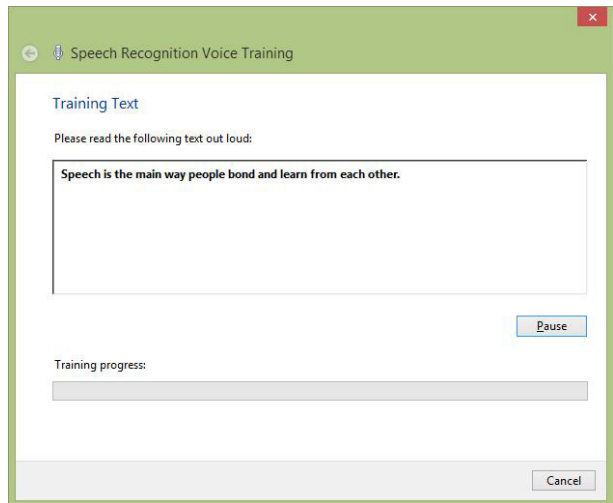 Speech Recognition Voice Training
Training Text
Please read the following text out loud:
Speech is the main way people bond and learn from each other.
Pause
Training progress:
Cancel